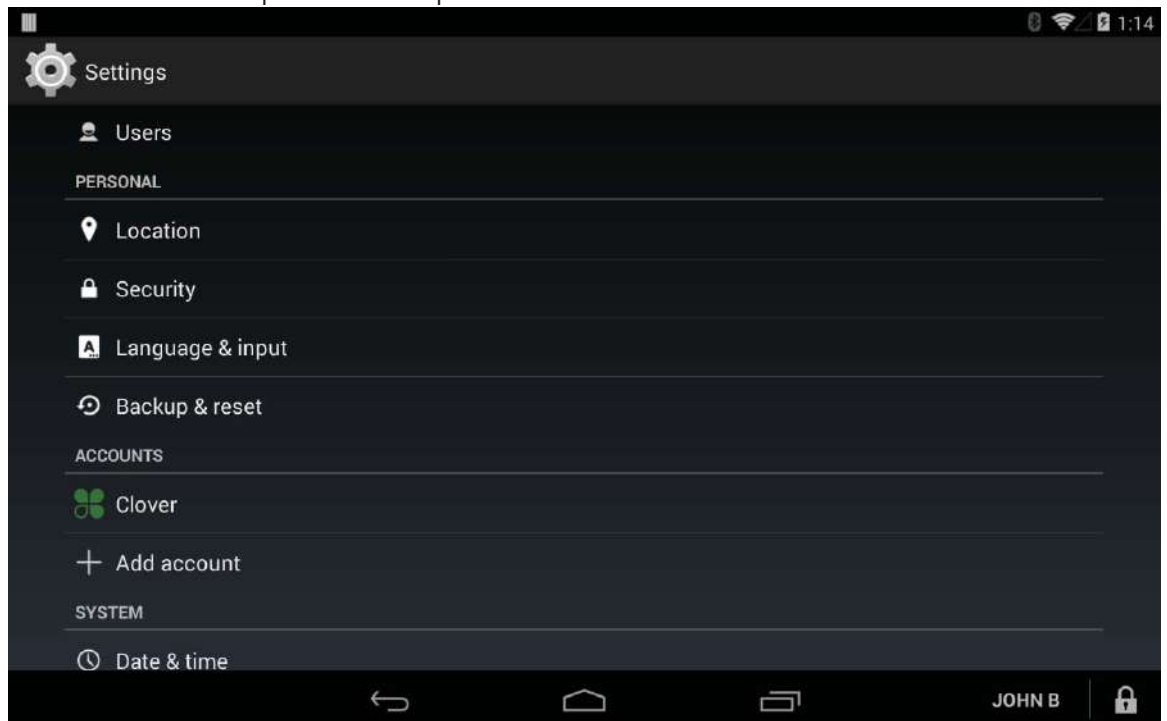 1:14
Settings
Users
PERSONAL
Location
Security
Language & input
Backup & reset
ACCOUNTS
Clover
Add account
SYSTEM
Date & time
JOHN B